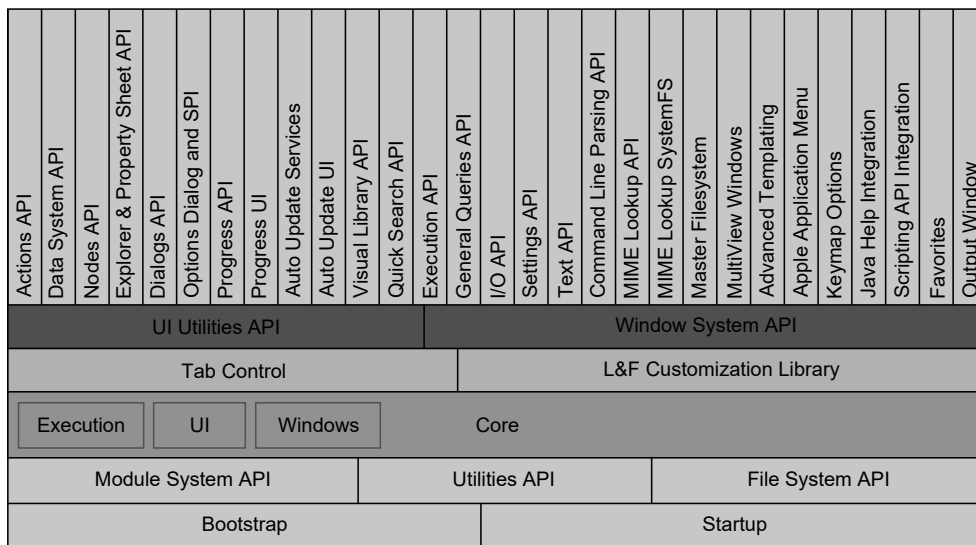 Actions API
Data System API
Nodes API
Explorer & Property Sheet API
Dialogs API
Options Dialog and SPI
Progress API
Progress UI
Auto Update Services
Auto Update UI
Visual Library API
Quick Search API
Execution API
General Queries API
I/O API
Settings API
Text API
Command Line Parsing API
MIME Lookup API
MIME Lookup SystemFS
Master Filesystem
MultiView Windows
Advanced Templating
Apple Application Menu
Keymap Options
Java Help Integration
Scripting API Integration
Favorites
Output Window
UI Utilities API
Window System API
Tab Control
L&F Customization Library
Execution
UI
Windows
Core
Module System API
Utilities API
File System API
Bootstrap
Startup